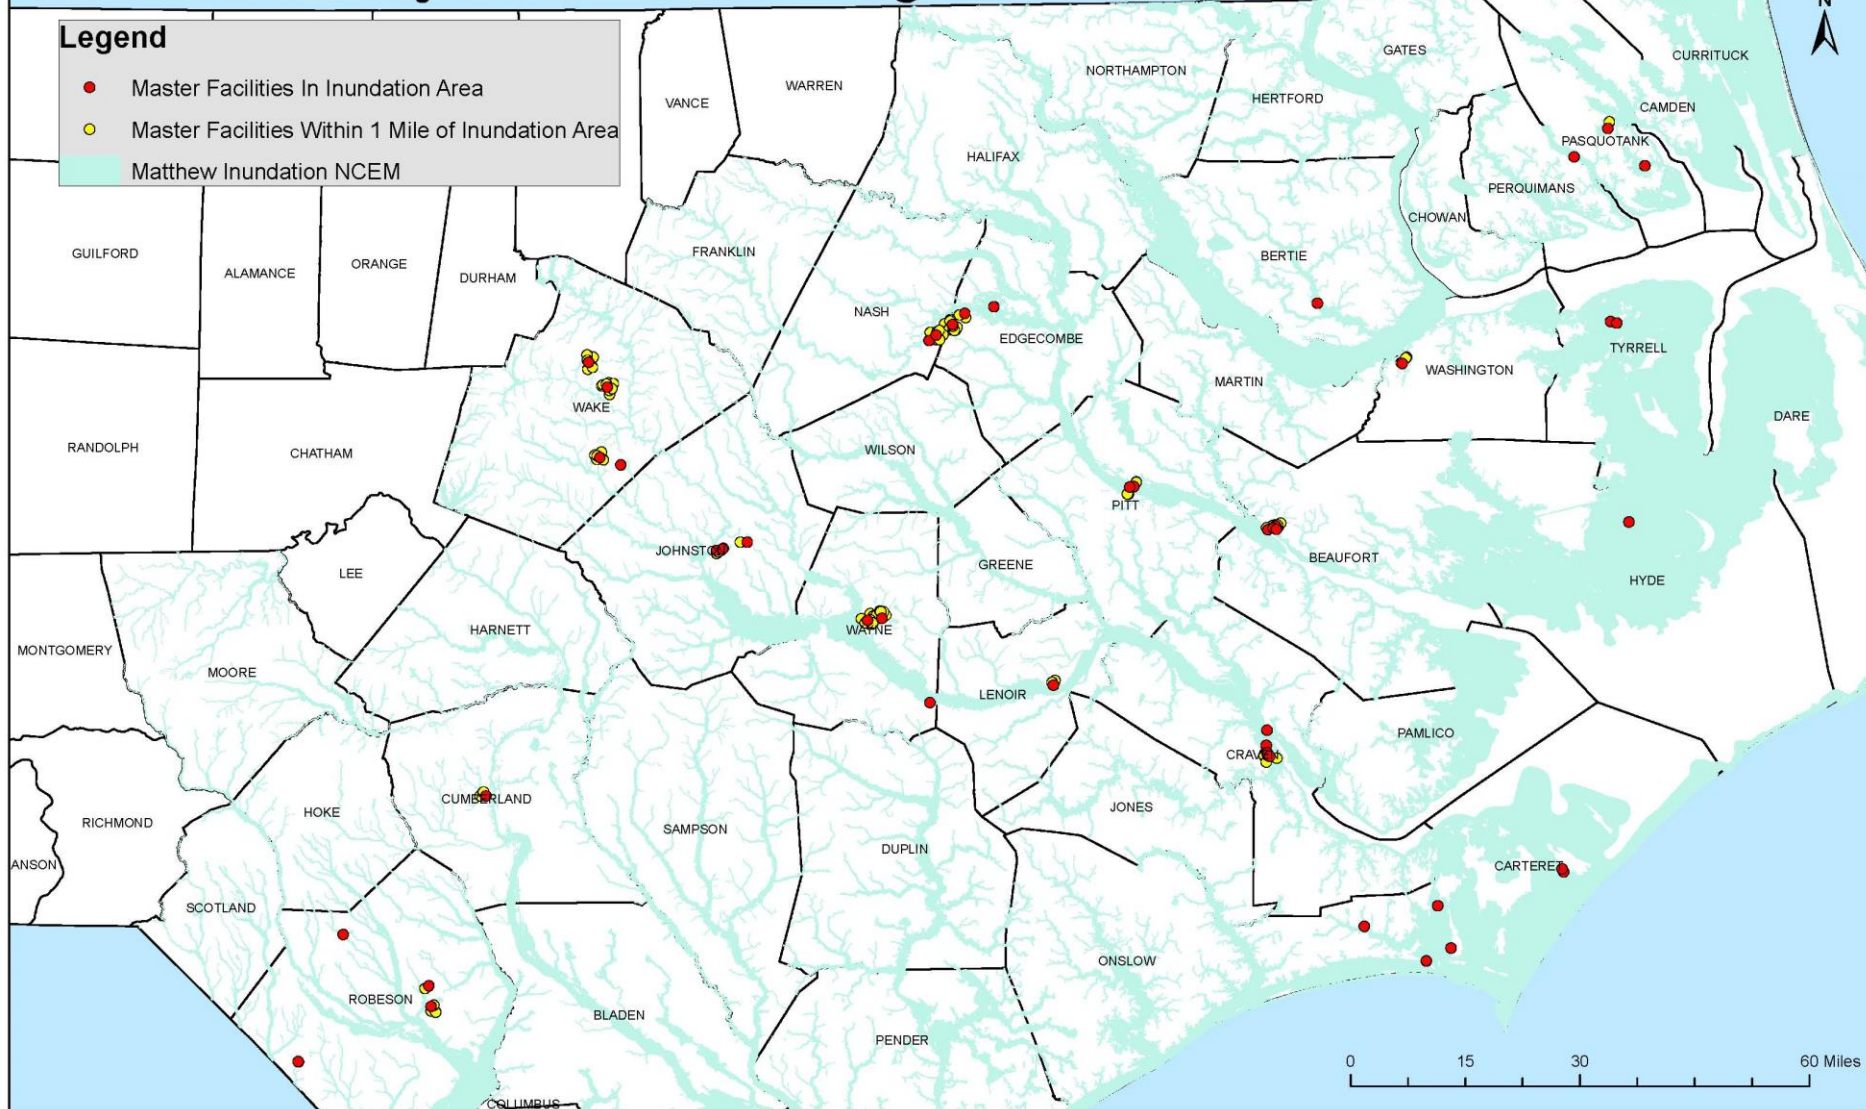 N
Legend
Master Facilities In Inundation Area
Master Facilities Within 1 Mile of Inundation Area
Matthew Inundation NCEM
GATES
CURRITUCK
NORTHAMPTON
HERTFORD
WARREN
VANCE
CAMDEN
PASQUOTANK
HALIFAX
PERQUIMANS
CHOWAN
GUILFORD
ALAMANCE
ORANGE
DURHAM
FRANKLIN
BERTIE
NASH
EDGECOMBE
TYRRELL
WASHINGTON
MARTIN
WAKE
DARE
RANDOLPH
CHATHAM
WILSON
PITT
BEAUFORT
JOHNSTO
GREENE
LEE
HYDE
HARNETT
WAYNE
MONTGOMERY
MOORE
LENOIR
PAMLICO
CRAVEN
CUMBERLAND
JONES
HOKE
RICHMOND
SAMPSON
DUPLIN
ANSON
CARTERET
SCOTLAND
ONSLOW
ROBESON
BLADEN
PENDER
COLUMBUS
0 15 30 60 Miles